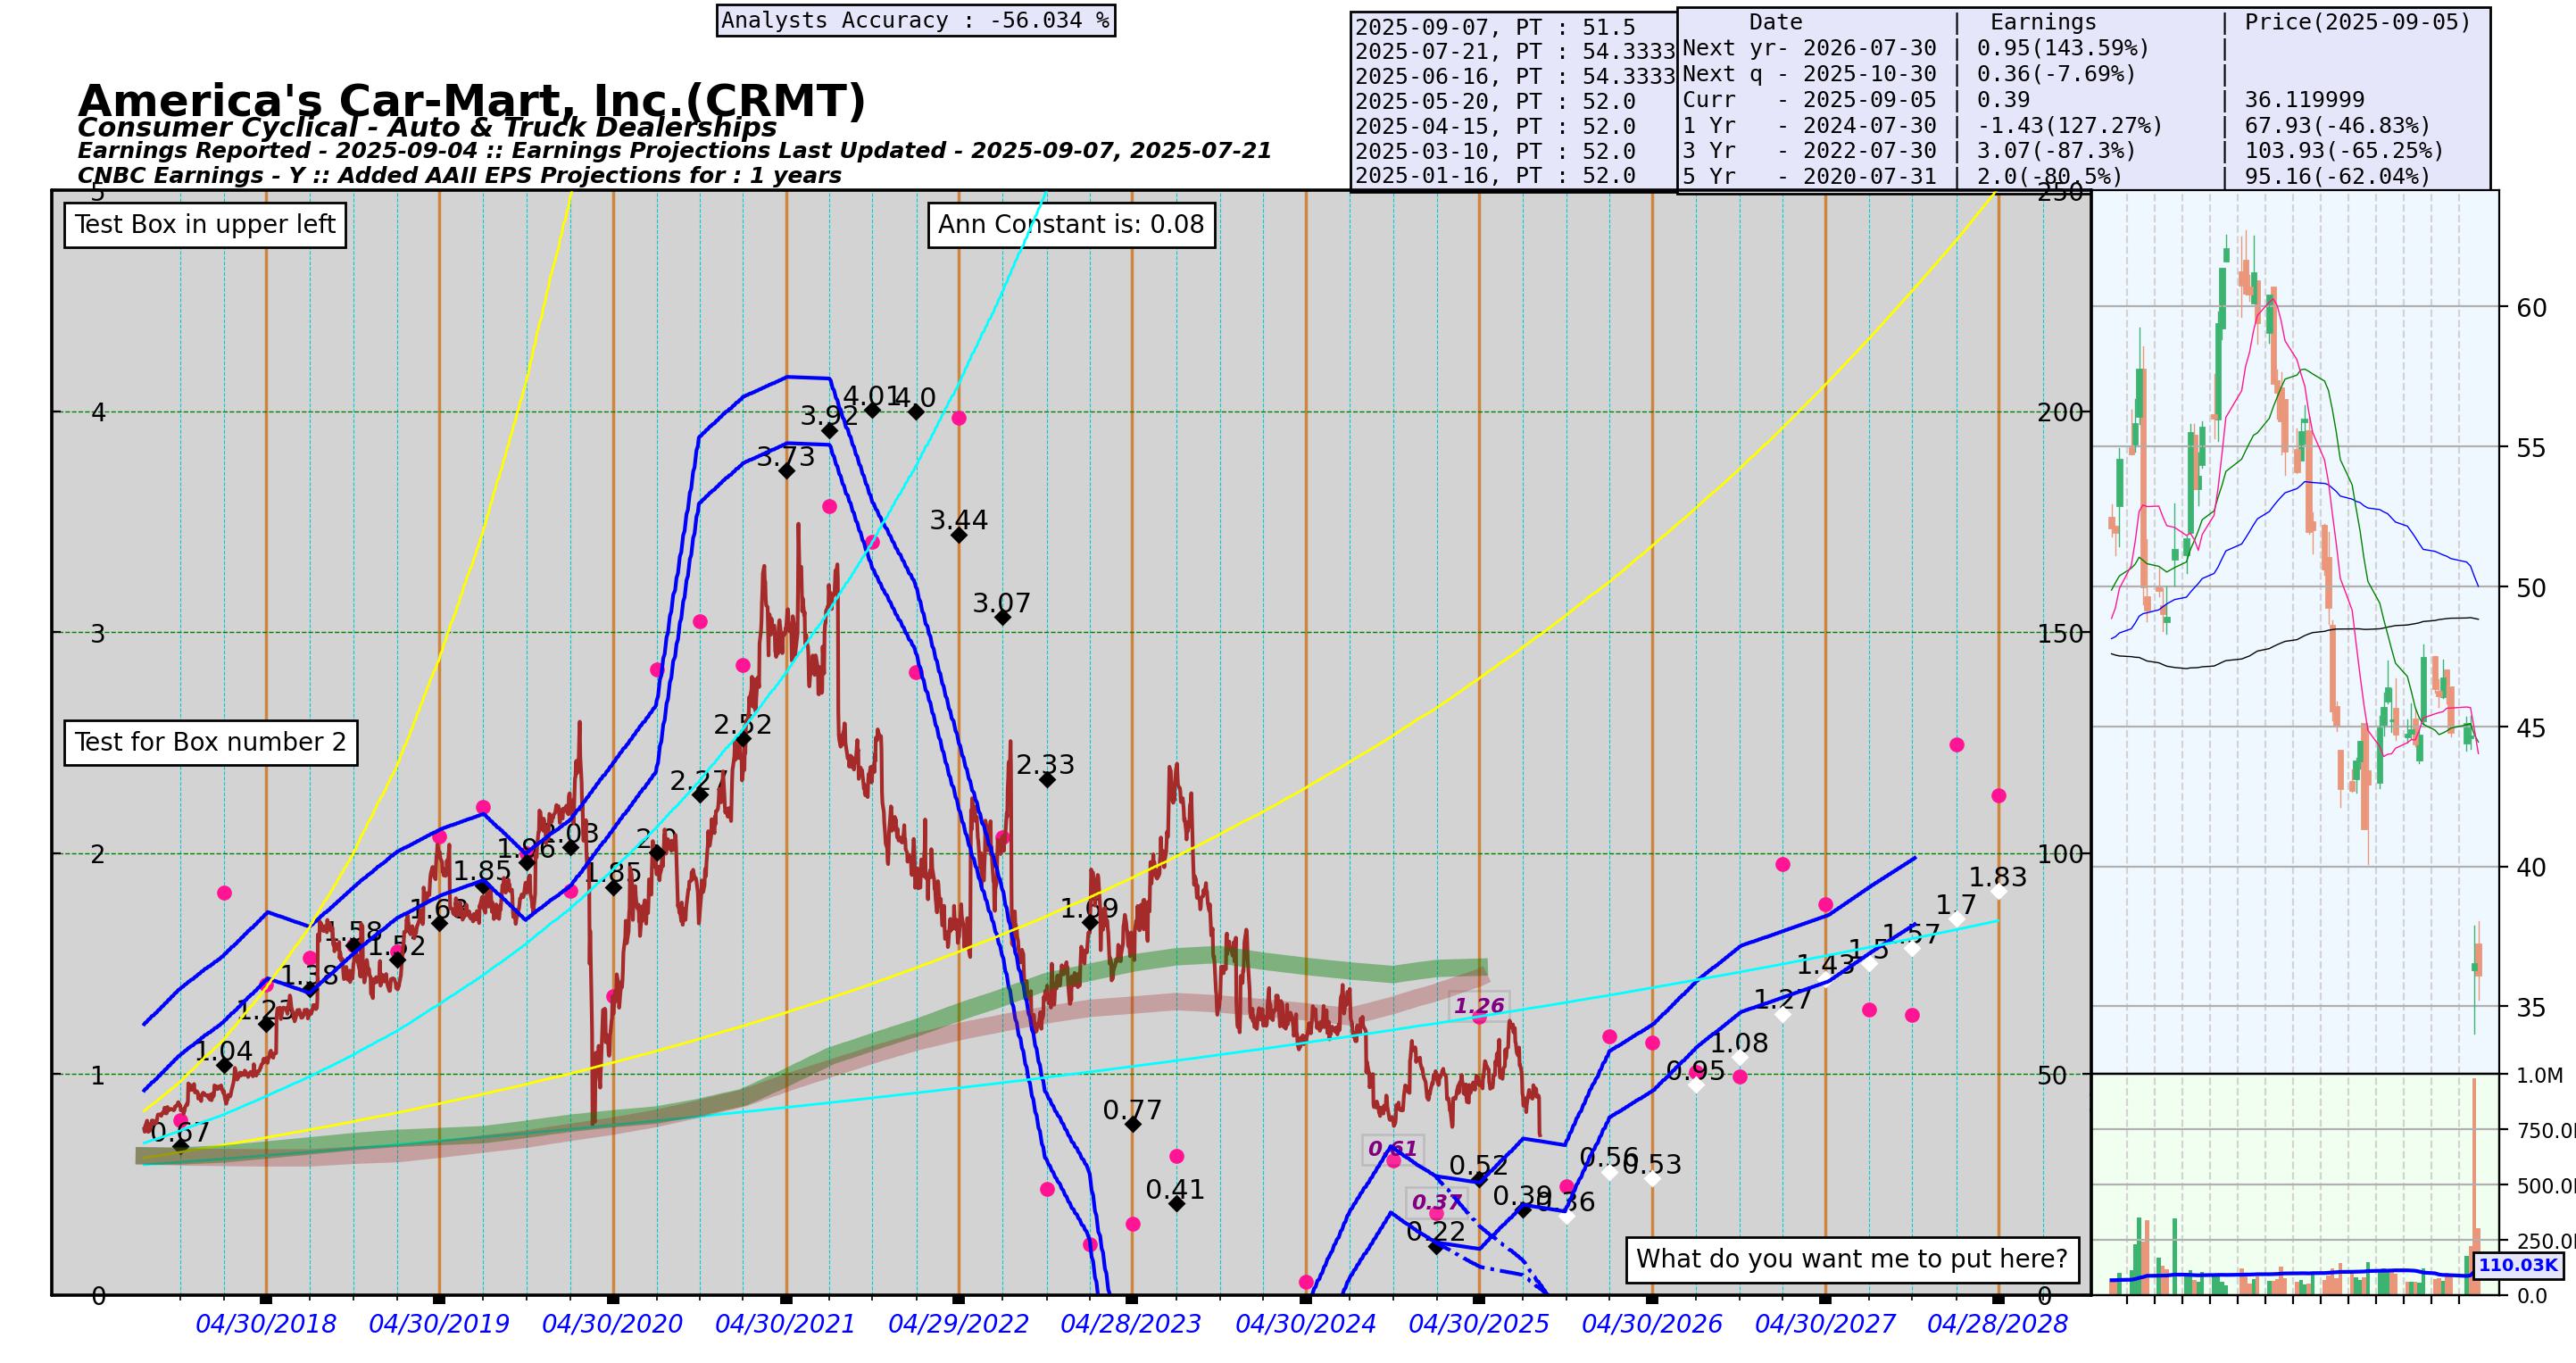 Analysts Accuracy : -56.034 %
2025-09-07, PT : 51.5
2025-07-21, PT : 54.3333
2025-06-16, PT : 54.3333
2025-05-20, PT : 52.0
2025-04-15, PT : 52.0
2025-03-10, PT : 52.0
2025-01-16, PT : 52.0
Date | Earnings | Price(2025-09-05)
Next yr- 2026-07-30 | 0.95(143.59%) |
Next q - 2025-10-30 | 0.36(-7.69%) |
Curr - 2025-09-05 | 0.39 | 36.119999
1 Yr - 2024-07-30 | -1.43(127.27%) | 67.93(-46.83%)
3 Yr - 2022-07-30 | 3.07(-87.3%) | 103.93(-65.25%)
5 Yr - 2020-07-31 | 2.0(-80.5%) | 95.16(-62.04%)
America's Car-Mart, Inc.(CRMT)
Consumer Cyclical - Auto & Truck Dealerships
Earnings Reported - 2025-09-04 :: Earnings Projections Last Updated - 2025-09-07, 2025-07-21
CNBC Earnings - Y :: Added AAII EPS Projections for : 1 years
Test Box in upper left
Ann Constant is: 0.08
Test for Box number 2
What do you want me to put here?
5
4
3
2
1
0
250
200
150
100
50
0
60
55
50
45
40
35
1.0M
0.0
110.03K
0.67
1.04
1.23
1.38
1.58
1.52
1.68
1.85
1.96
1.85
2.27
2.52
3.73
3.92
4.01
4.0
3.44
3.07
2.33
1.69
0.77
0.41
0.61
0.37
0.22
1.26
0.52
0.39
0.36
0.56
0.53
0.95
1.08
1.27
1.43
1.5
1.57
1.7
1.83
04/30/2018
04/30/2019
04/30/2020
04/30/2021
04/29/2022
04/28/2023
04/30/2024
04/30/2025
04/30/2026
04/30/2027
04/28/2028